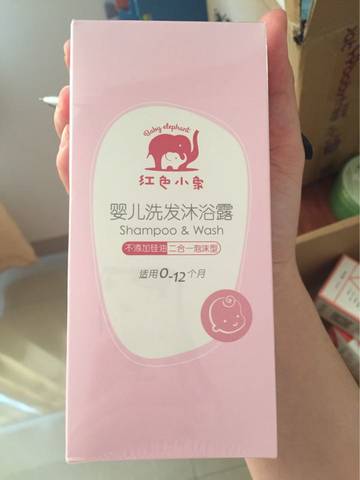 Baby elephant
红色小象
婴儿洗发沐浴露
Shampoo & Wash
不添加硅油 二合一泡沫型
适用0-12个月